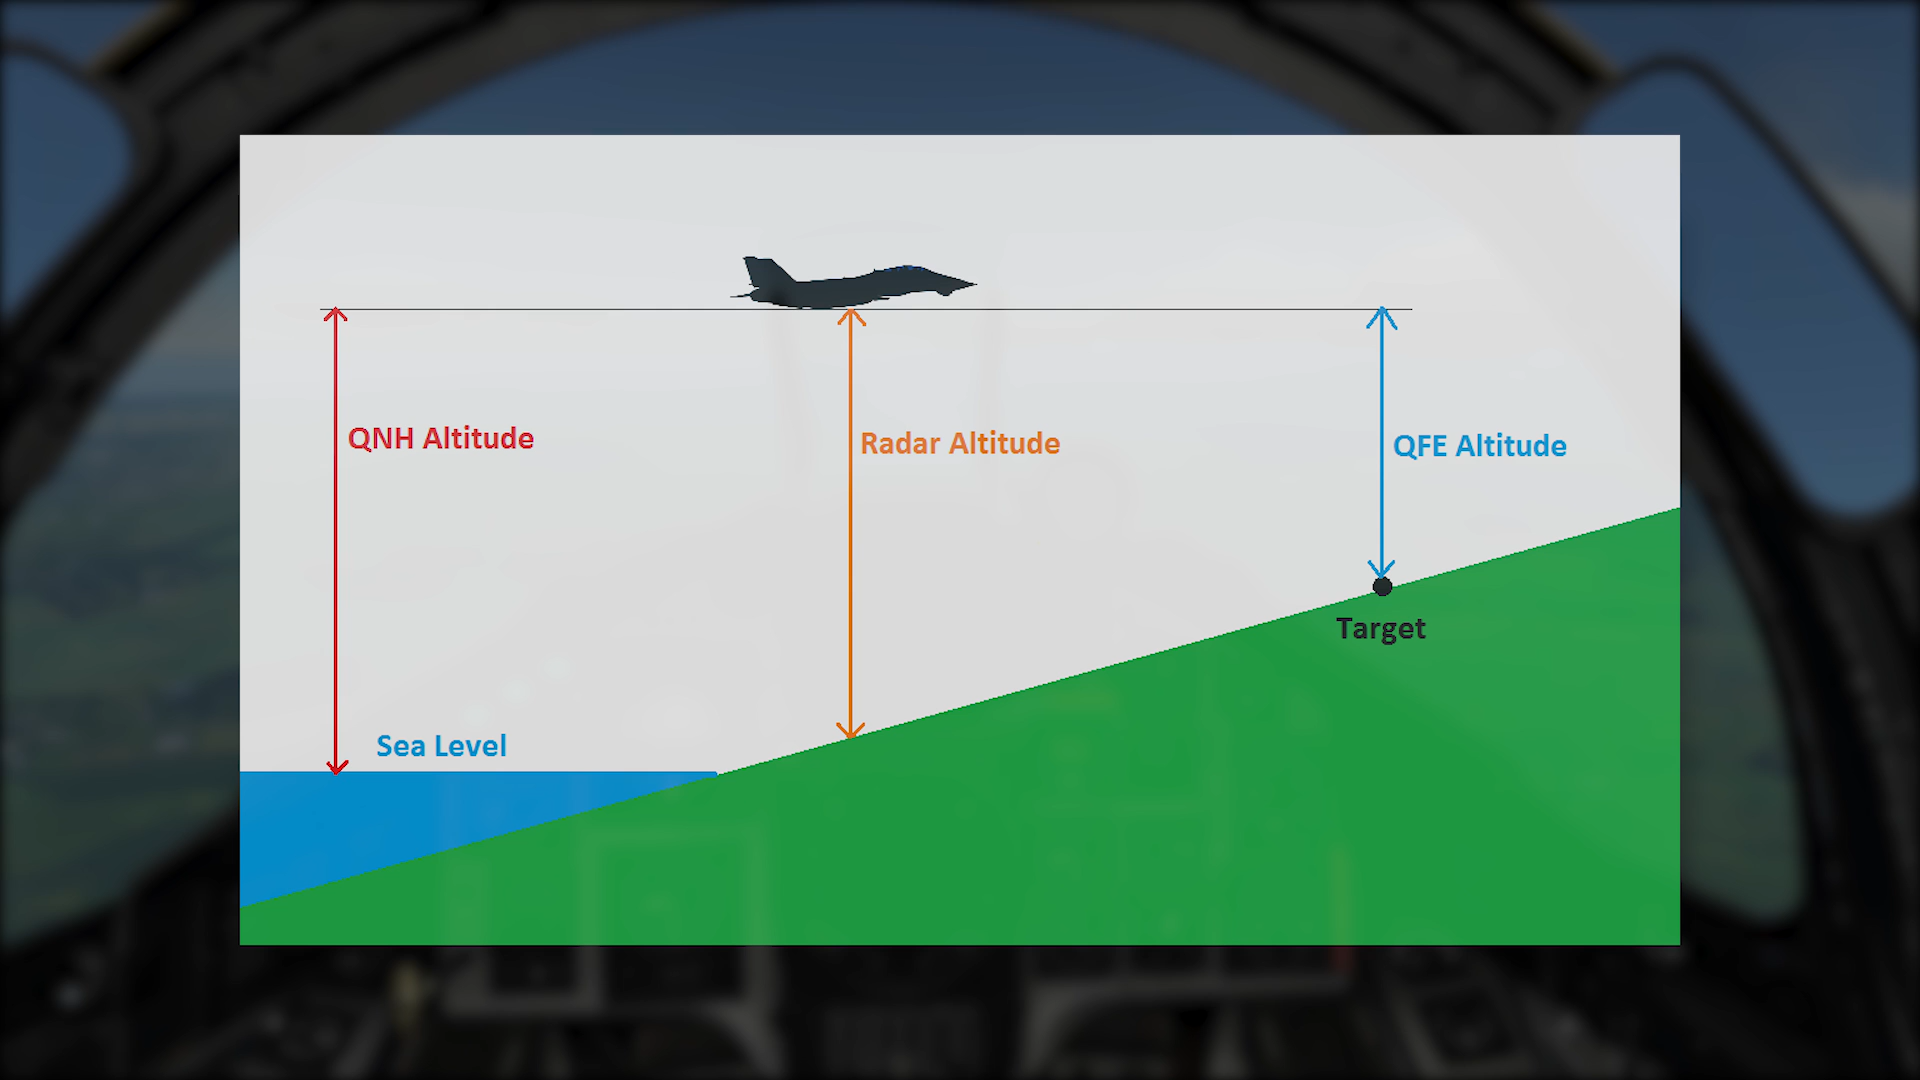 QNH Altitude
Radar Altitude
QFE Altitude
Target
Sea Level